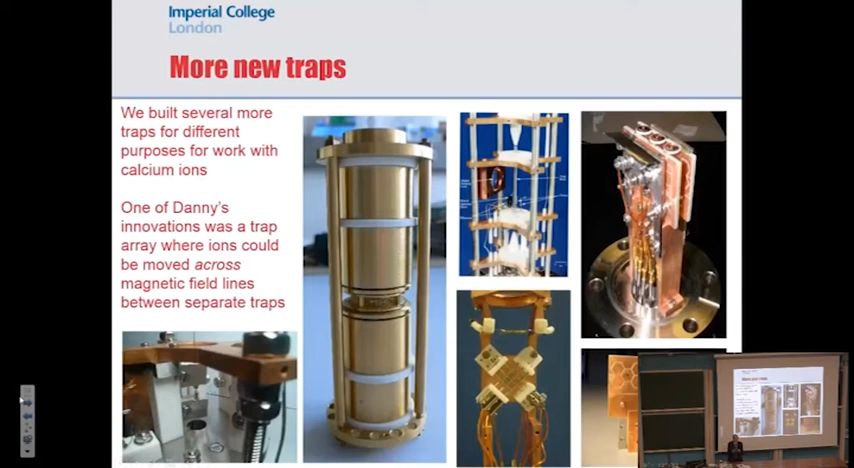 Imperial College
London
More new traps
We built several more
traps for different
purposes for work with
calcium ions
One of Danny's
innovations was a trap
array where ions could
be moved across
magnetic field lines
between separate traps